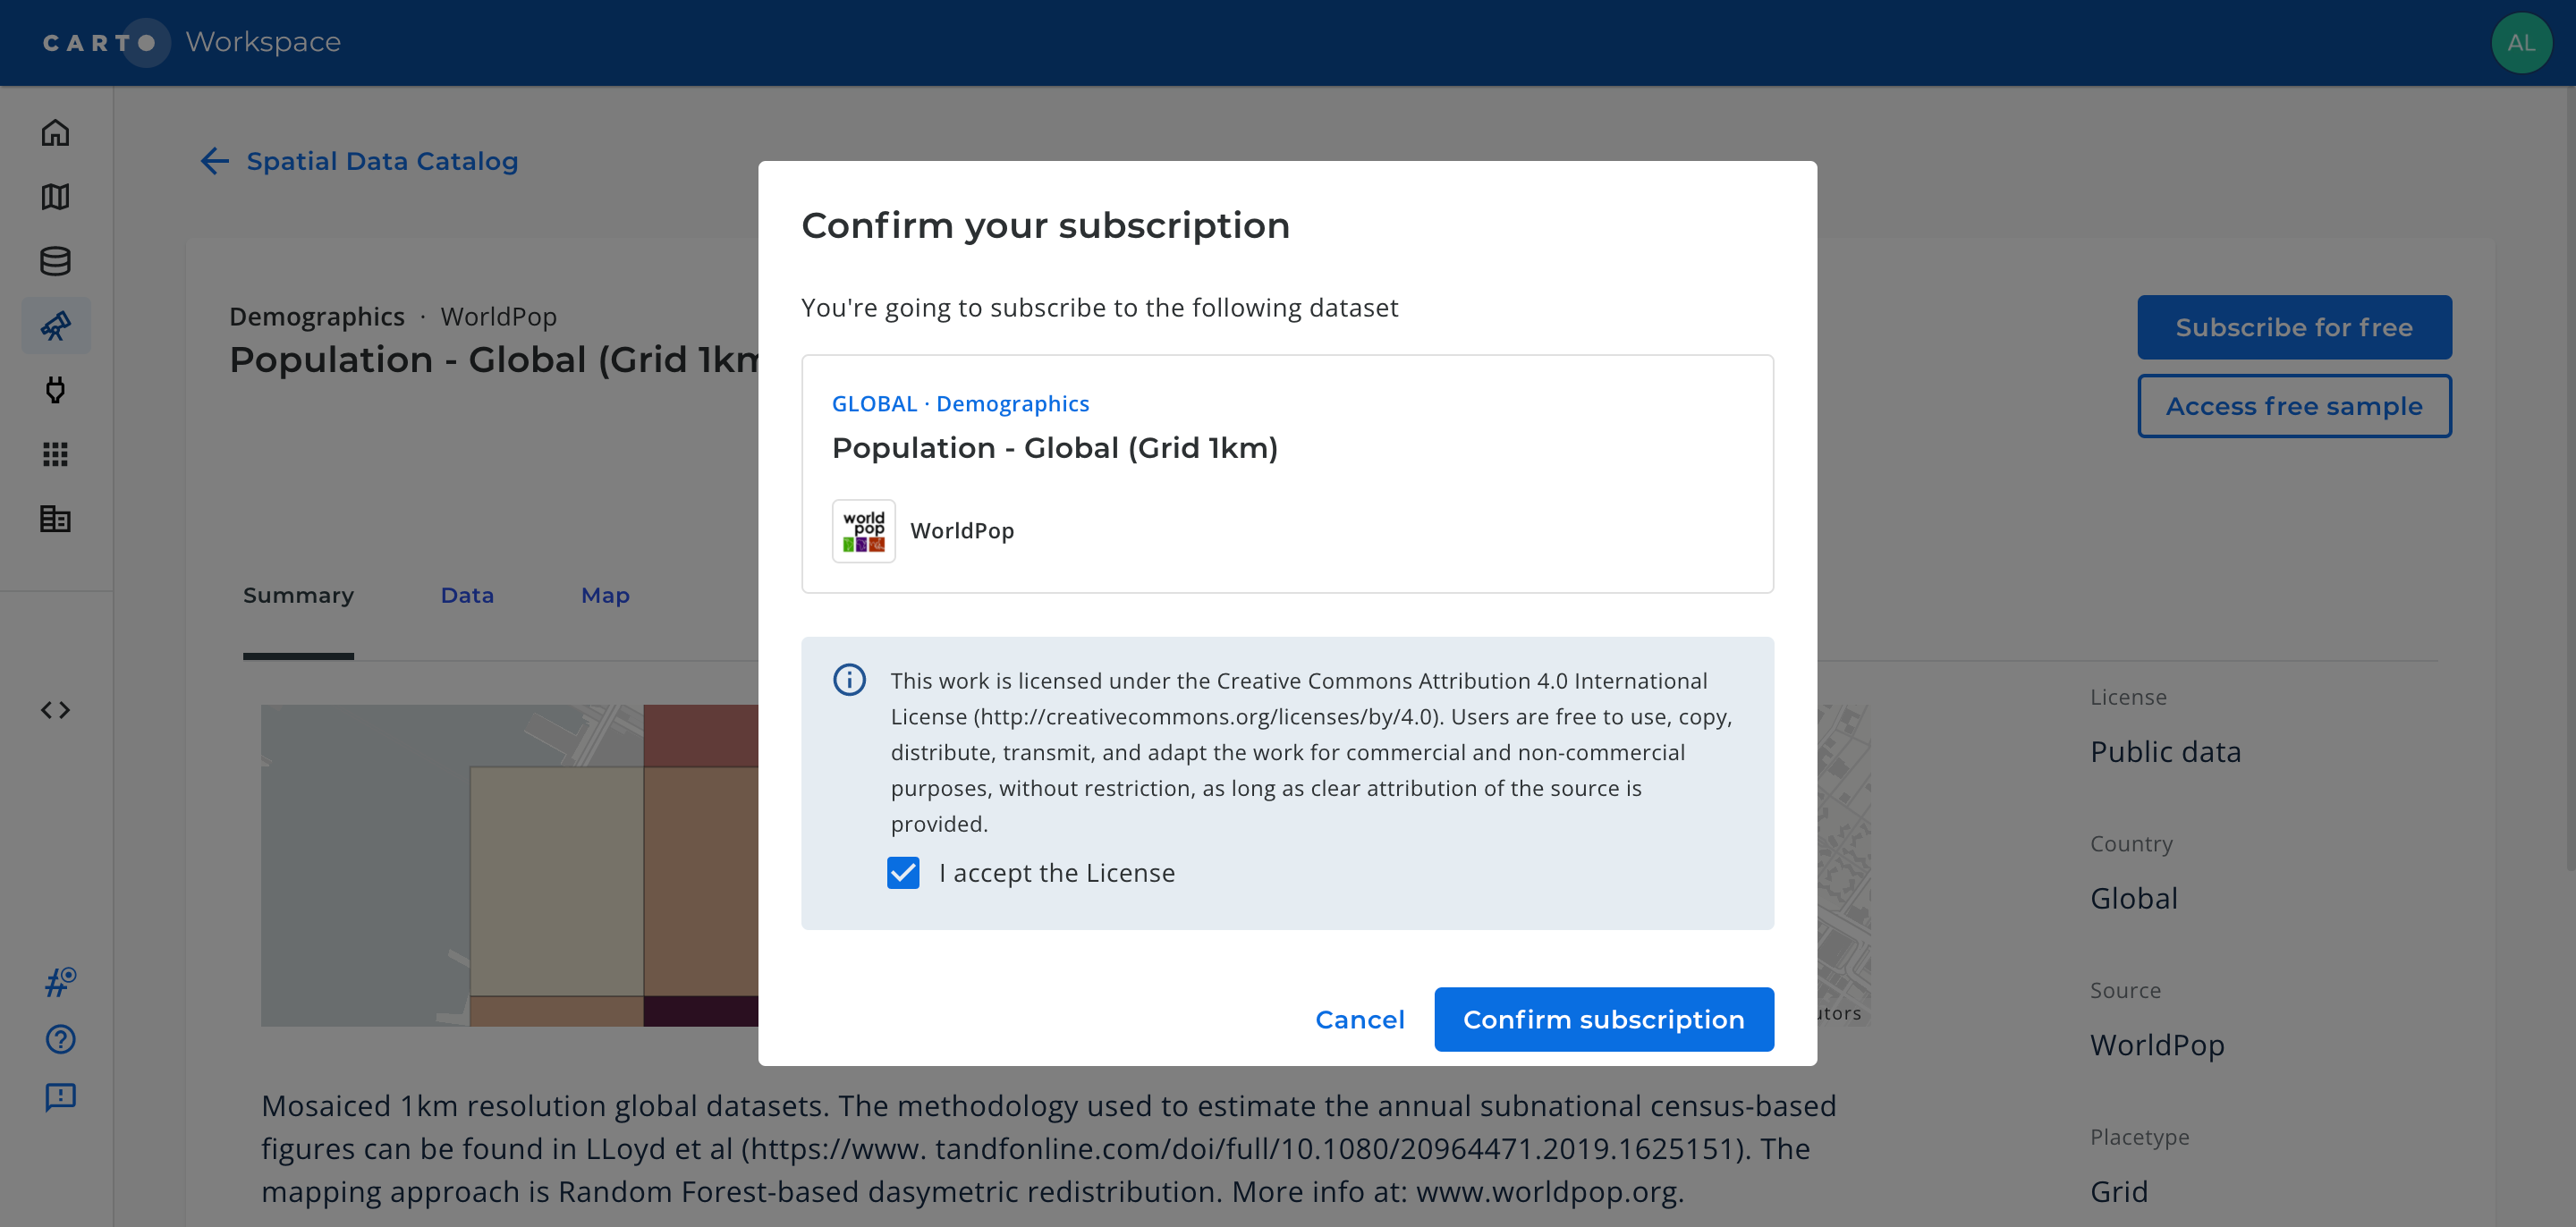 CARTO Workspace
AL
Spatial Data Catalog
Demographics · WorldPop
Population - Global (Grid 1km
Subscribe for free
Access free sample
Summary
Data
Map
Confirm your subscription
You're going to subscribe to the following dataset
GLOBAL · Demographics
Population - Global (Grid 1km)
world
pop
WorldPop
This work is licensed under the Creative Commons Attribution 4.0 International
License (http://creativecommons.org/licenses/by/4.0). Users are free to use, copy,
distribute, transmit, and adapt the work for commercial and non-commercial
purposes, without restriction, as long as clear attribution of the source is
provided.
I accept the License
Cancel
Confirm subscription
License
Public data
Country
Global
Source
WorldPop
Placetype
Grid
Mosaiced 1km resolution global datasets. The methodology used to estimate the annual subnational census-based
figures can be found in LLoyd et al (https://www. tandfonline.com/doi/full/10.1080/20964471.2019.1625151). The
mapping approach is Random Forest-based dasymetric redistribution. More info at: www.worldpop.org.